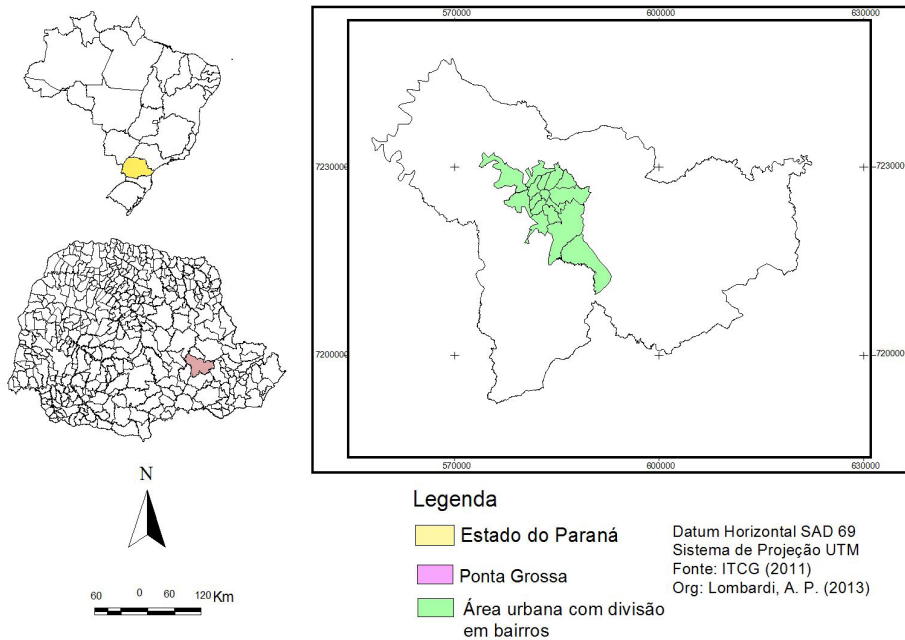 570000 600000 630000
7230000 7230000
7200000 7200000
570000 600000 630000
N
60 0 60 120 Km
Legenda
Estado do Paraná
Ponta Grossa
Área urbana com divisão
em bairros
Datum Horizontal SAD 69
Sistema de Projeção UTM
Fonte: ITCG (2011)
Org: Lombardi, A. P. (2013)